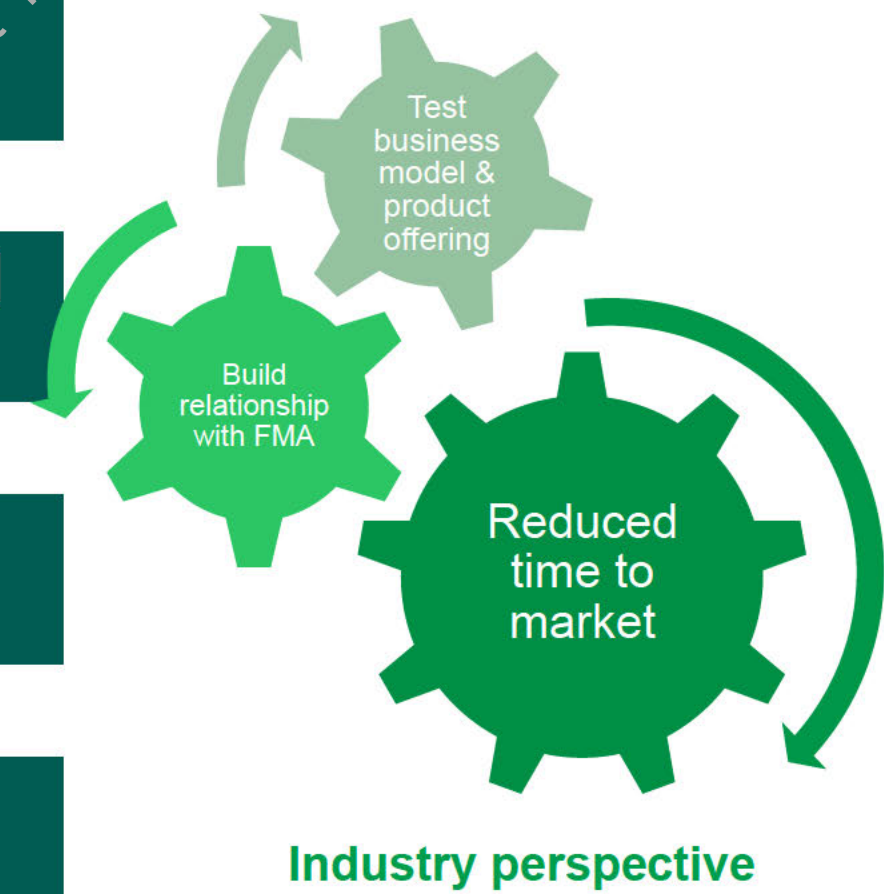 Test
business
model &
product
offering
Build
relationship
with FMA
Reduced
time to
market
Industry perspective